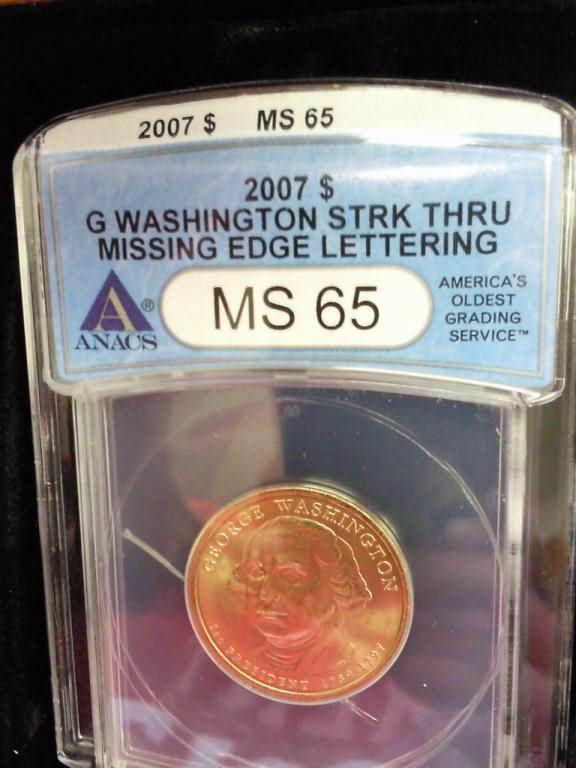 2007 $ MS 65
2007 $
G WASHINGTON STRK THRU
MISSING EDGE LETTERING
MS 65
ANACS®
AMERICA'S
OLDEST
GRADING
SERVICE™
GEORGE WASHINGTON
1st PRESIDENT 1789-1797